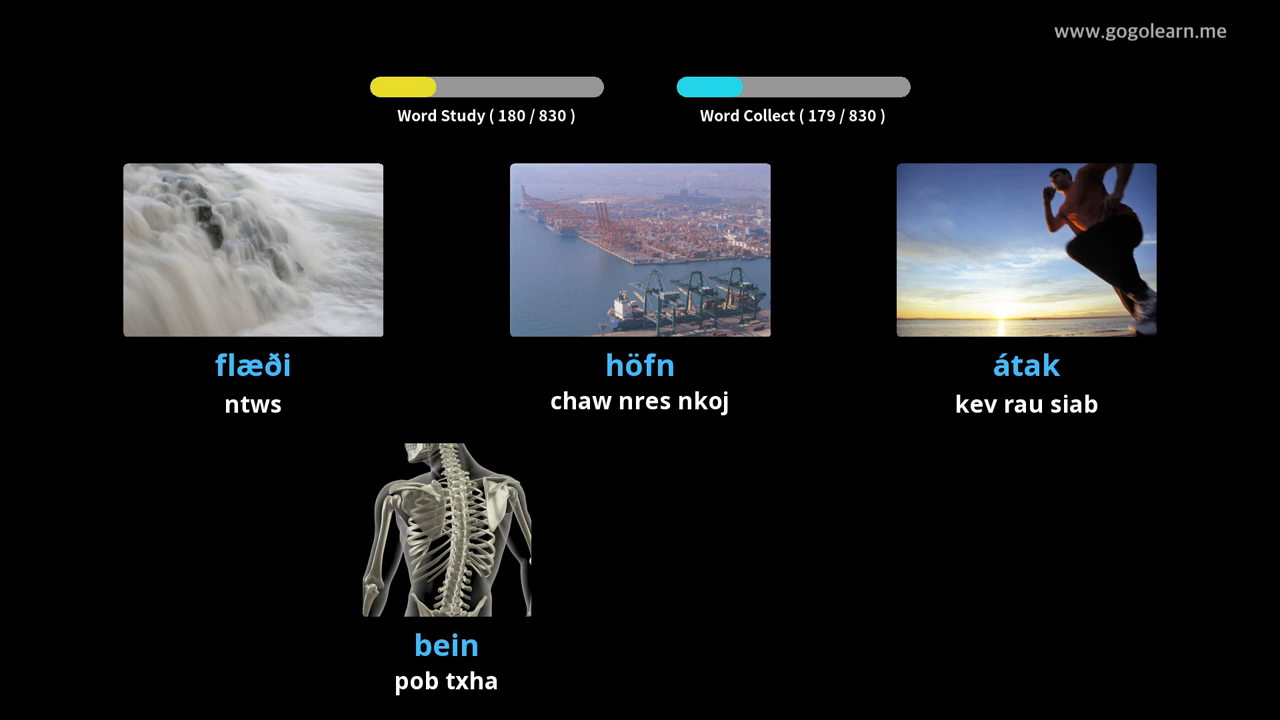 www.gogolearn.me
Word Study ( 180 / 830 )
Word Collect ( 179 / 830 )
flæði
ntws
höfn
chaw nres nkoj
átak
kev rau siab
bein
pob txha